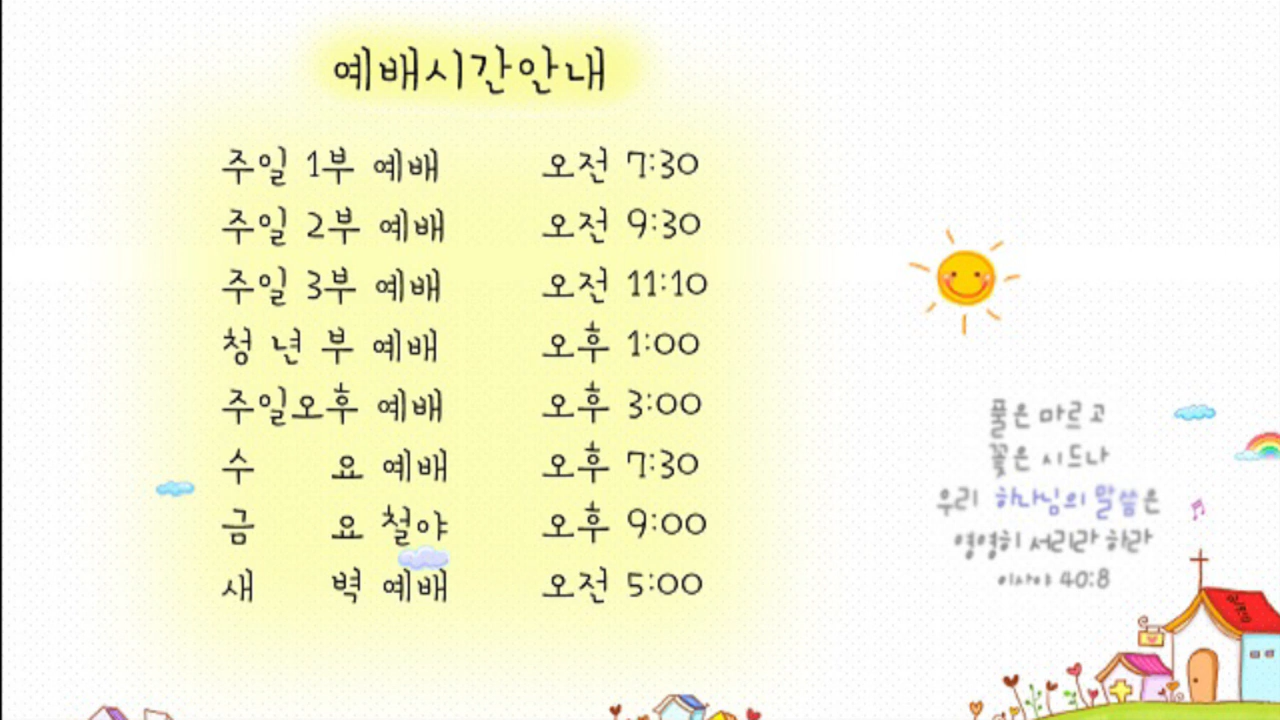 예배시간안내
주일 1부 예배 오전 7:30
주일 2부 예배 오전 9:30
주일 3부 예배 오전 11:10
청 년 부 예배 오후 1:00
주일오후 예배 오후 3:00
수 요 예배 오후 7:30
금 요 철야 오후 9:00
새 벽 예배 오전 5:00
풀은 마르고
꽃은 시드나
우리 하나님의 말씀은
영영히 서리라 하라
이사야 40:8